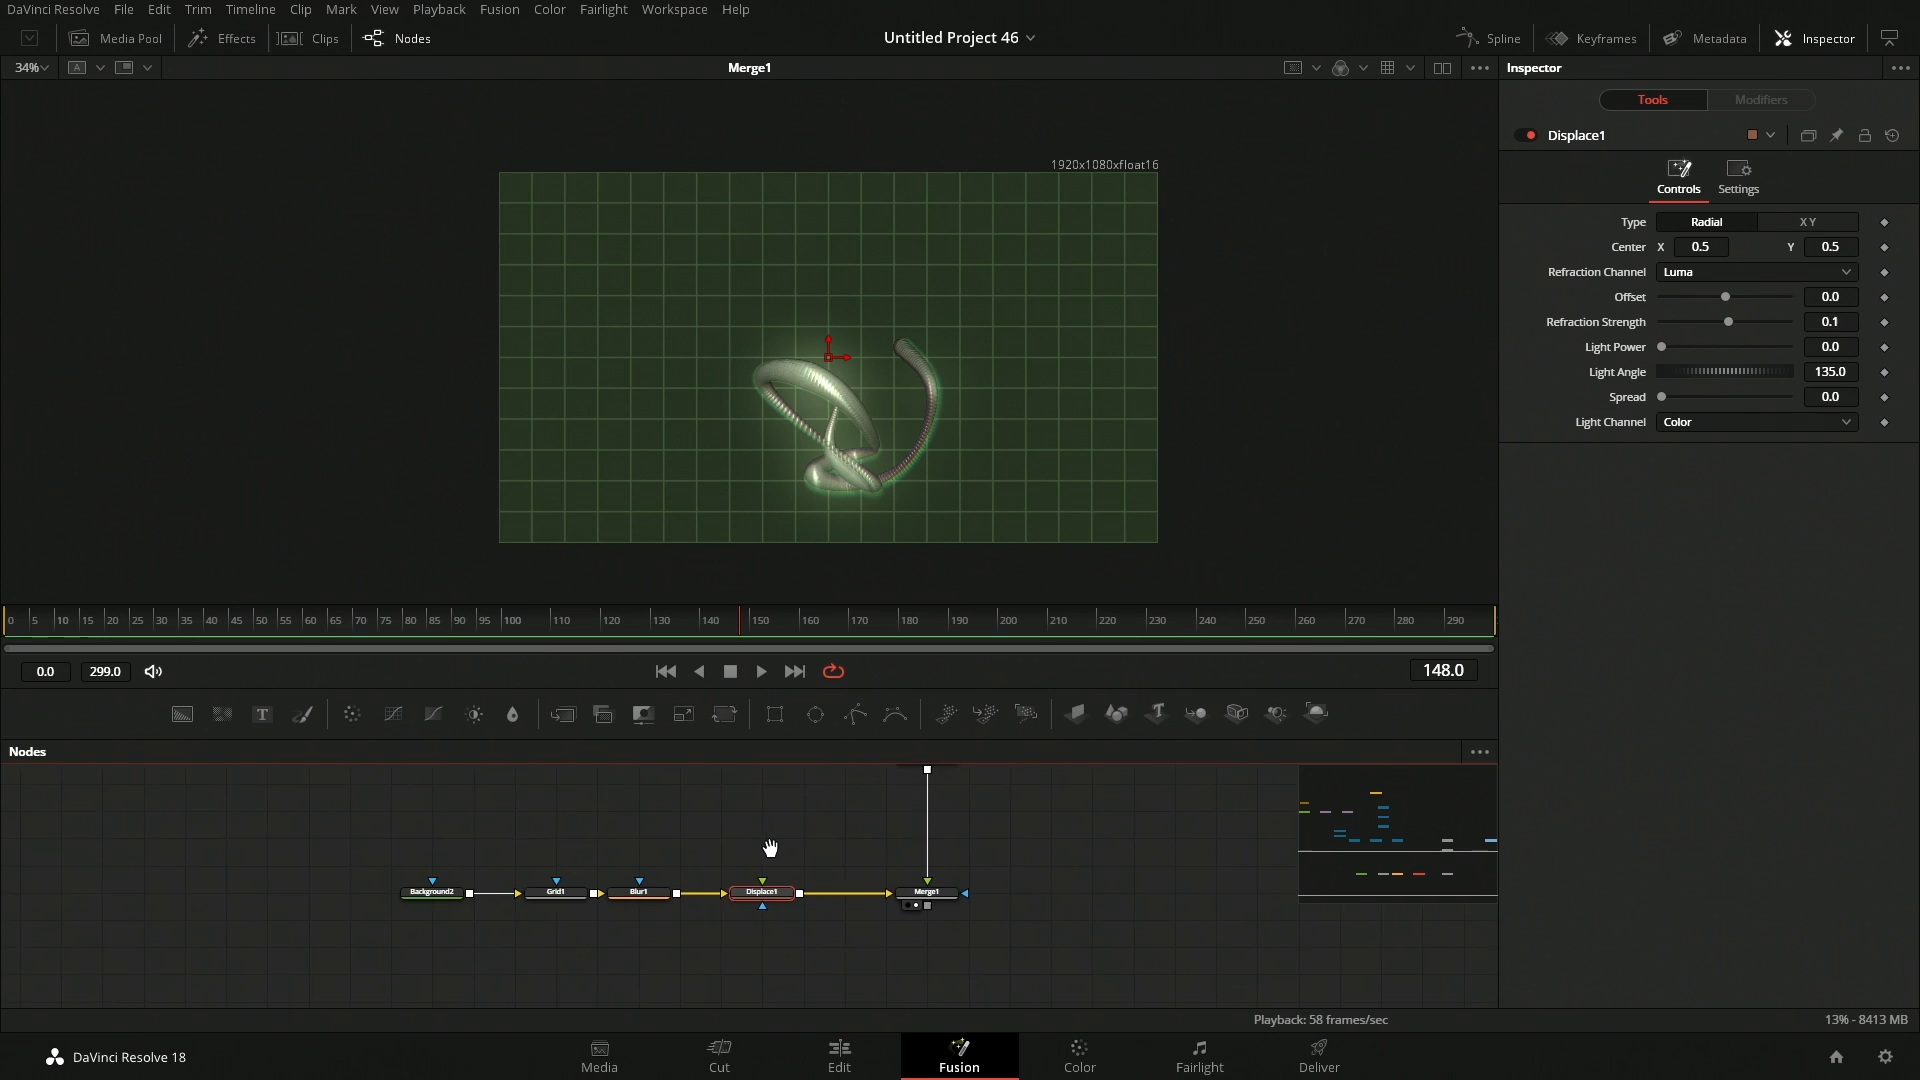 DaVinci Resolve File Edit Trim Timeline Clip Mark View Playback Fusion Color Fairlight Workspace Help
Media Pool Effects Clips Nodes Untitled Project 46 Spline Keyframes Metadata Inspector
34% A Merge1 Inspector
Tools Modifiers
Displace1
1920x1080xfloat16
Controls Settings
Type Radial X Y
Center X 0.5 Y 0.5
Refraction Channel Luma
Offset 0.0
Refraction Strength 0.1
Light Power 0.0
Light Angle 135.0
Spread 0.0
Light Channel Color
0 5 10 15 20 25 30 35 40 45 50 55 60 65 70 75 80 85 90 95 100 110 120 130 140 150 160 170 180 190 200 210 220 230 240 250 260 270 280 290
0.0 299.0 148.0
T T
Nodes
Background2 Grid1 Blur1 Displace1 Merge1
Playback: 58 frames/sec 13% - 8413 MB
DaVinci Resolve 18 Media Cut Edit Fusion Color Fairlight Deliver